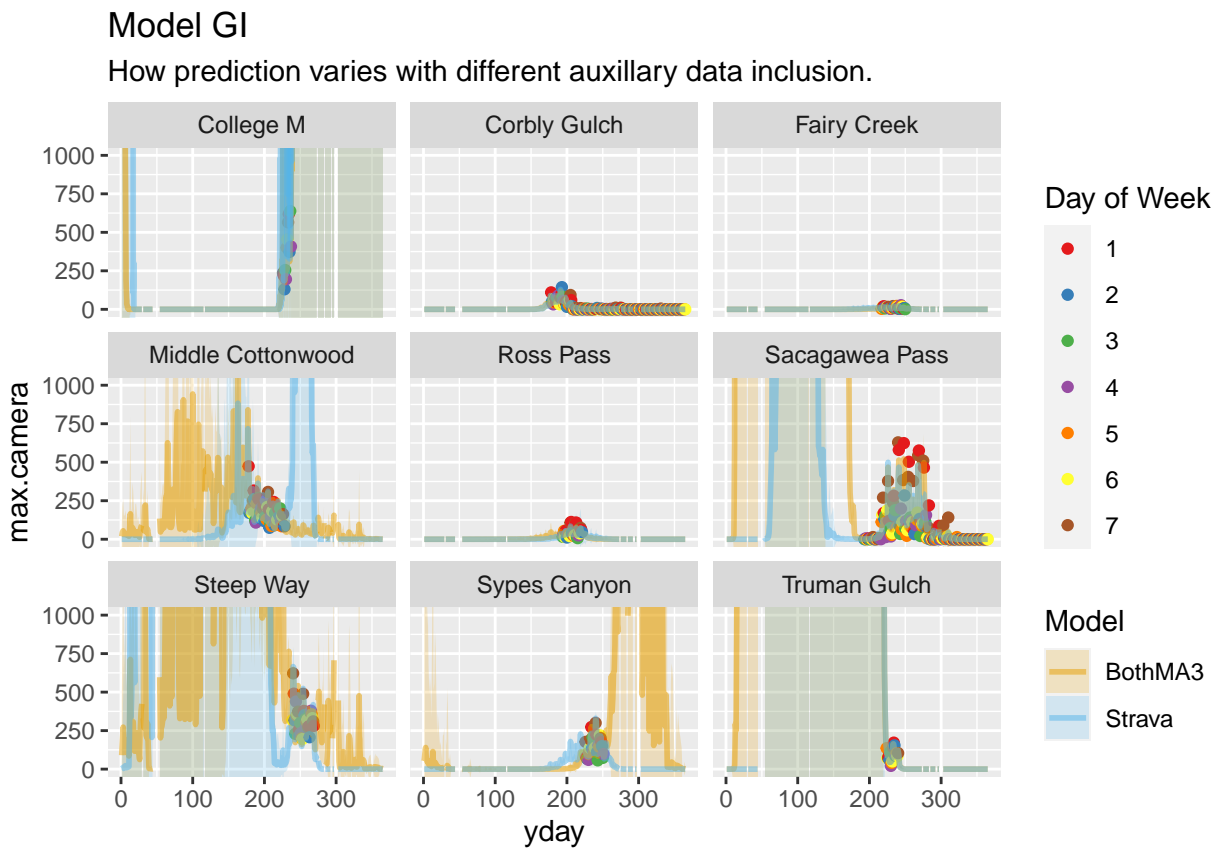 Model GI
How prediction varies with different auxillary data inclusion.
College M
Corbly Gulch
Fairy Creek
1000
750
500
250
0
Middle Cottonwood
Ross Pass
Sacagawea Pass
1000
750
500
250
0
Steep Way
Sypes Canyon
Truman Gulch
1000
750
500
250
0
0 100 200 300
0 100 200 300
0 100 200 300
yday
max.camera
Day of Week
1
2
3
4
5
6
7
Model
BothMA3
Strava